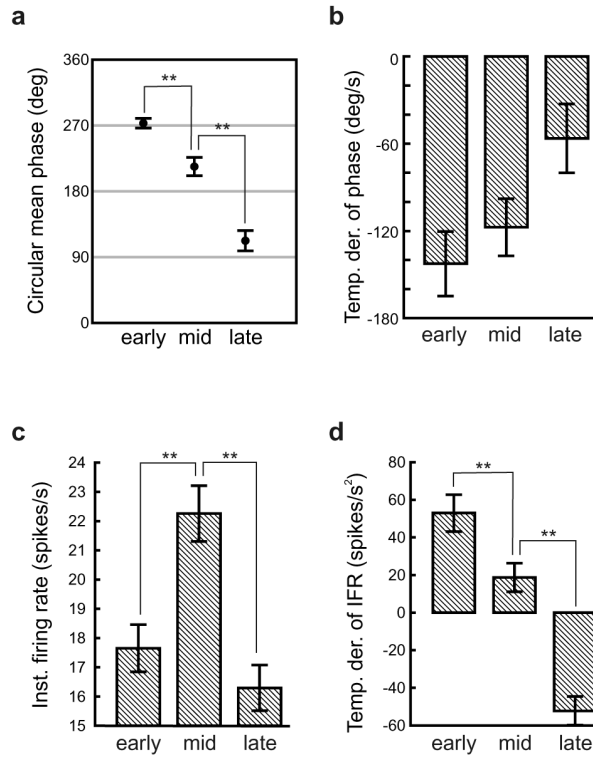 a
Circular mean phase (deg)
360
270
180
90
0
**
**
early mid late
b
Temp. der. of phase (deg/s)
0
-60
-120
-180
early mid late
c
Inst. firing rate (spikes/s)
24
23
22
21
20
19
18
17
16
15
**
**
early mid late
d
Temp. der. of IFR (spikes/s²)
80
60
40
20
0
-20
-40
-60
**
**
early mid late